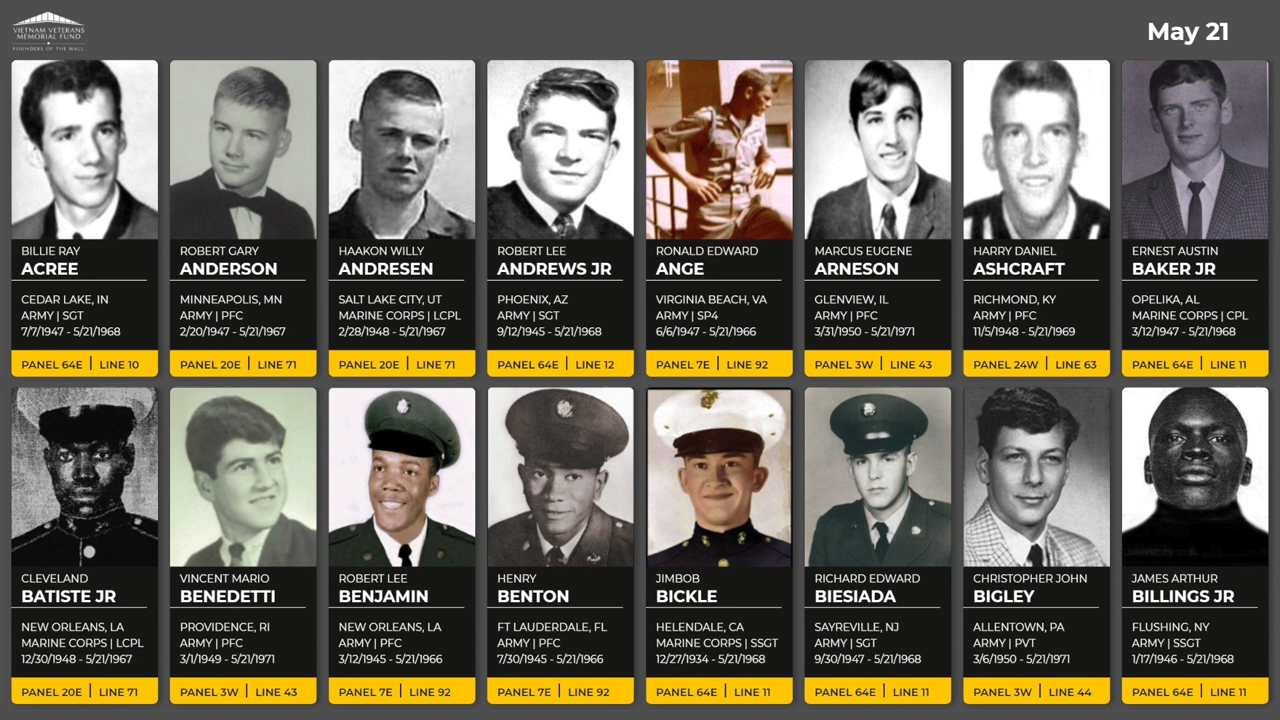 VIETNAM VETERANS
MEMORIAL FUND
FOUNDERS OF THE WALL
May 21
BILLIE RAY
ACREE
CEDAR LAKE, IN
ARMY | SGT
7/7/1947 - 5/21/1968
PANEL 64E | LINE 10
ROBERT GARY
ANDERSON
MINNEAPOLIS, MN
ARMY | PFC
2/20/1947 - 5/21/1967
PANEL 20E | LINE 71
HAAKON WILLY
ANDRESEN
SALT LAKE CITY, UT
MARINE CORPS | LCPL
2/28/1948 - 5/21/1967
PANEL 20E | LINE 71
ROBERT LEE
ANDREWS JR
PHOENIX, AZ
ARMY | SGT
9/12/1945 - 5/21/1968
PANEL 64E | LINE 12
RONALD EDWARD
ANGE
VIRGINIA BEACH, VA
ARMY | SP4
6/6/1947 - 5/21/1966
PANEL 7E | LINE 92
MARCUS EUGENE
ARNESON
GLENVIEW, IL
ARMY | PFC
3/31/1950 - 5/21/1971
PANEL 3W | LINE 43
HARRY DANIEL
ASHCRAFT
RICHMOND, KY
ARMY | PFC
11/5/1948 - 5/21/1969
PANEL 24W | LINE 63
ERNEST AUSTIN
BAKER JR
OPELIKA, AL
MARINE CORPS | CPL
3/12/1947 - 5/21/1968
PANEL 64E | LINE 11
CLEVELAND
BATISTE JR
NEW ORLEANS, LA
MARINE CORPS | LCPL
12/30/1948 - 5/21/1967
PANEL 20E | LINE 71
VINCENT MARIO
BENEDETTI
PROVIDENCE, RI
ARMY | PFC
3/1/1949 - 5/21/1971
PANEL 3W | LINE 43
ROBERT LEE
BENJAMIN
NEW ORLEANS, LA
ARMY | PFC
3/12/1945 - 5/21/1966
PANEL 7E | LINE 92
HENRY
BENTON
FT LAUDERDALE, FL
ARMY | PFC
7/30/1945 - 5/21/1966
PANEL 7E | LINE 92
JIMBOB
BICKLE
HELENDALE, CA
MARINE CORPS | SSGT
12/27/1934 - 5/21/1968
PANEL 64E | LINE 11
RICHARD EDWARD
BIESIADA
SAYREVILLE, NJ
ARMY | SGT
9/30/1947 - 5/21/1968
PANEL 64E | LINE 11
CHRISTOPHER JOHN
BIGLEY
ALLENTOWN, PA
ARMY | PVT
3/6/1950 - 5/21/1971
PANEL 3W | LINE 44
JAMES ARTHUR
BILLINGS JR
FLUSHING, NY
ARMY | SSGT
1/17/1946 - 5/21/1968
PANEL 64E | LINE 11